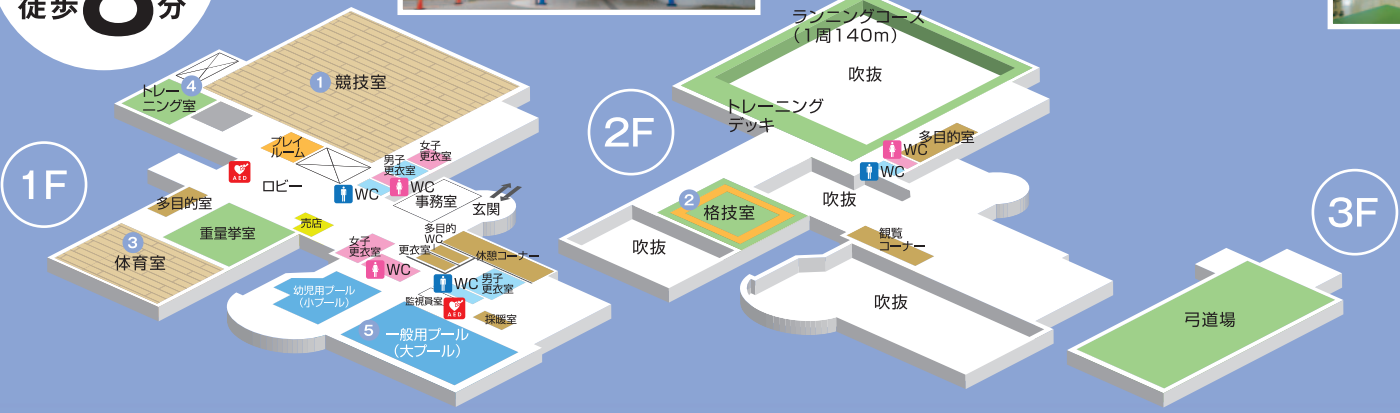 徒歩8分
1F
4
トレー
ニング室
1
競技室
プレイ
ルーム
AED
ロビー
男子
更衣室
女子
更衣室
WC
WC
事務室
玄関
多目的室
重量挙室
売店
3
体育室
女子
更衣室
WC
多目的
WC
更衣室
休憩コーナー
幼児用プール
(小プール)
WC
男子
更衣室
監視員室
AED
採暖室
5
一般用プール
(大プール)
2F
ランニングコース
(1周140m)
吹抜
トレーニング
デッキ
多目的室
WC
WC
2
格技室
吹抜
吹抜
観覧
コーナー
吹抜
3F
弓道場